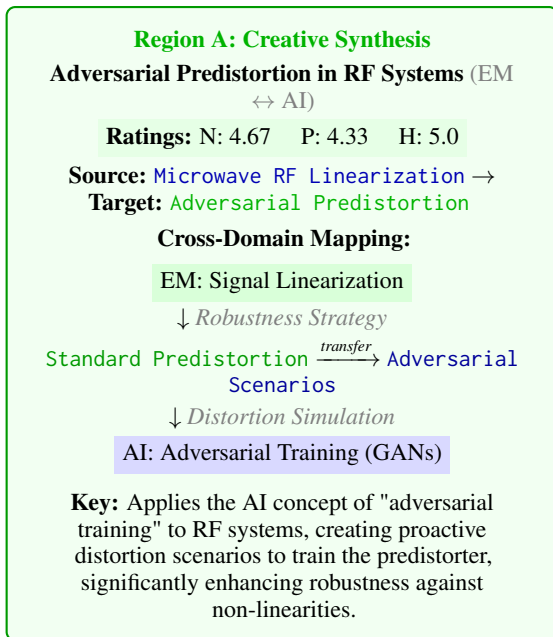 Region A: Creative Synthesis
Adversarial Predistortion in RF Systems (EM
↔ AI)
Ratings: N: 4.67 P: 4.33 H: 5.0
Source: Microwave RF Linearization →
Target: Adversarial Predistortion
Cross-Domain Mapping:
EM: Signal Linearization
↓ Robustness Strategy
Standard Predistortion transfer→ Adversarial
Scenarios
↓ Distortion Simulation
AI: Adversarial Training (GANs)
Key: Applies the AI concept of "adversarial
training" to RF systems, creating proactive
distortion scenarios to train the predistorter,
significantly enhancing robustness against
non-linearities.